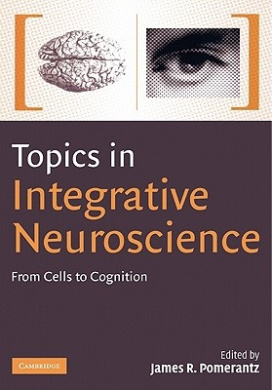 Topics in
Integrative
Neuroscience
From Cells to Cognition
Edited by
James R. Pomerantz
CAMBRIDGE